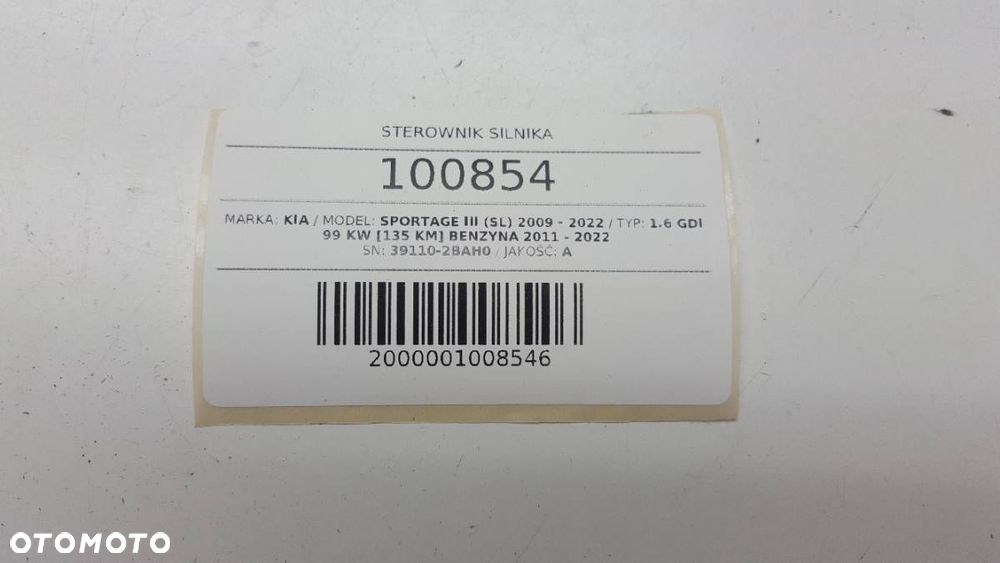 STEROWNIK SILNIKA
100854
MARKA: KIA / MODEL: SPORTAGE III (SL) 2009 - 2022 / TYP: 1.6 GDI
99 KW [135 KM] BENZYNA 2011 - 2022
SN: 39110-2BAH0 / JAKOŚĆ: A
2000001008546
OTOMOTO